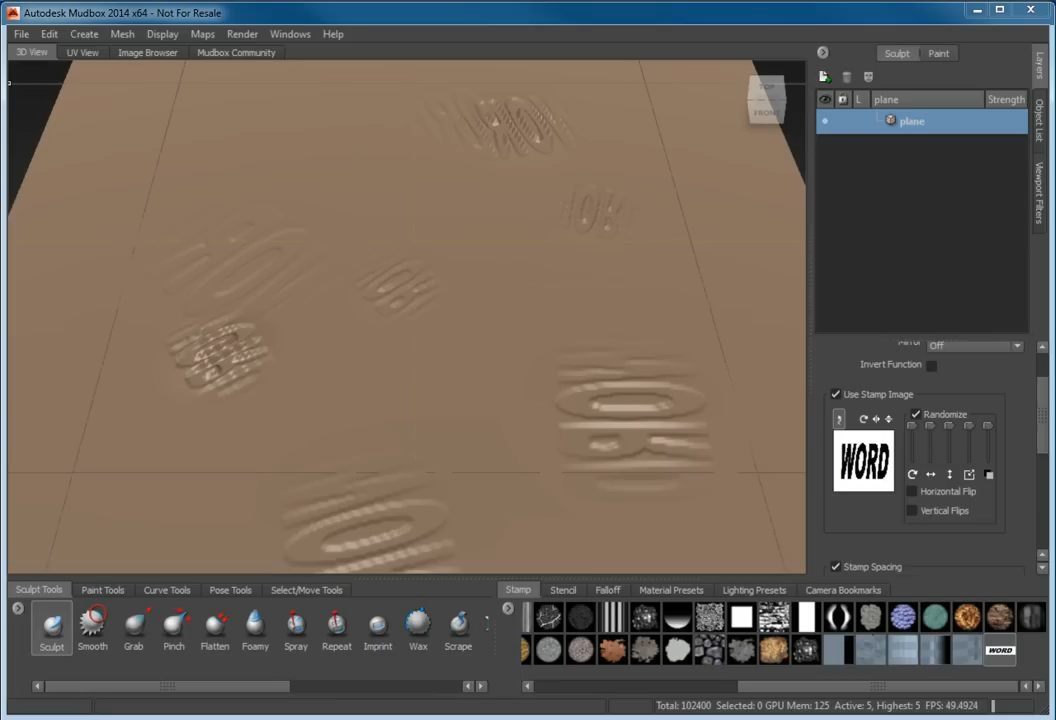 Autodesk Mudbox 2014 x64 - Not For Resale
File Edit Create Mesh Display Maps Render Windows Help
3D View UV View Image Browser Mudbox Community
Sculpt Paint
L plane Strength
plane
Layers
Object List
Viewport Filters
TOP
FRONT
Mirror Off
Invert Function
Use Stamp Image
Randomize
WORD
Horizontal Flip
Vertical Flips
Stamp Spacing
Sculpt Tools Paint Tools Curve Tools Pose Tools Select/Move Tools
Stamp Stencil Falloff Material Presets Lighting Presets Camera Bookmarks
Sculpt Smooth Grab Pinch Flatten Foamy Spray Repeat Imprint Wax Scrape
WORD
Total: 102400 Selected: 0 GPU Mem: 125 Active: 5, Highest: 5 FPS: 49.4924